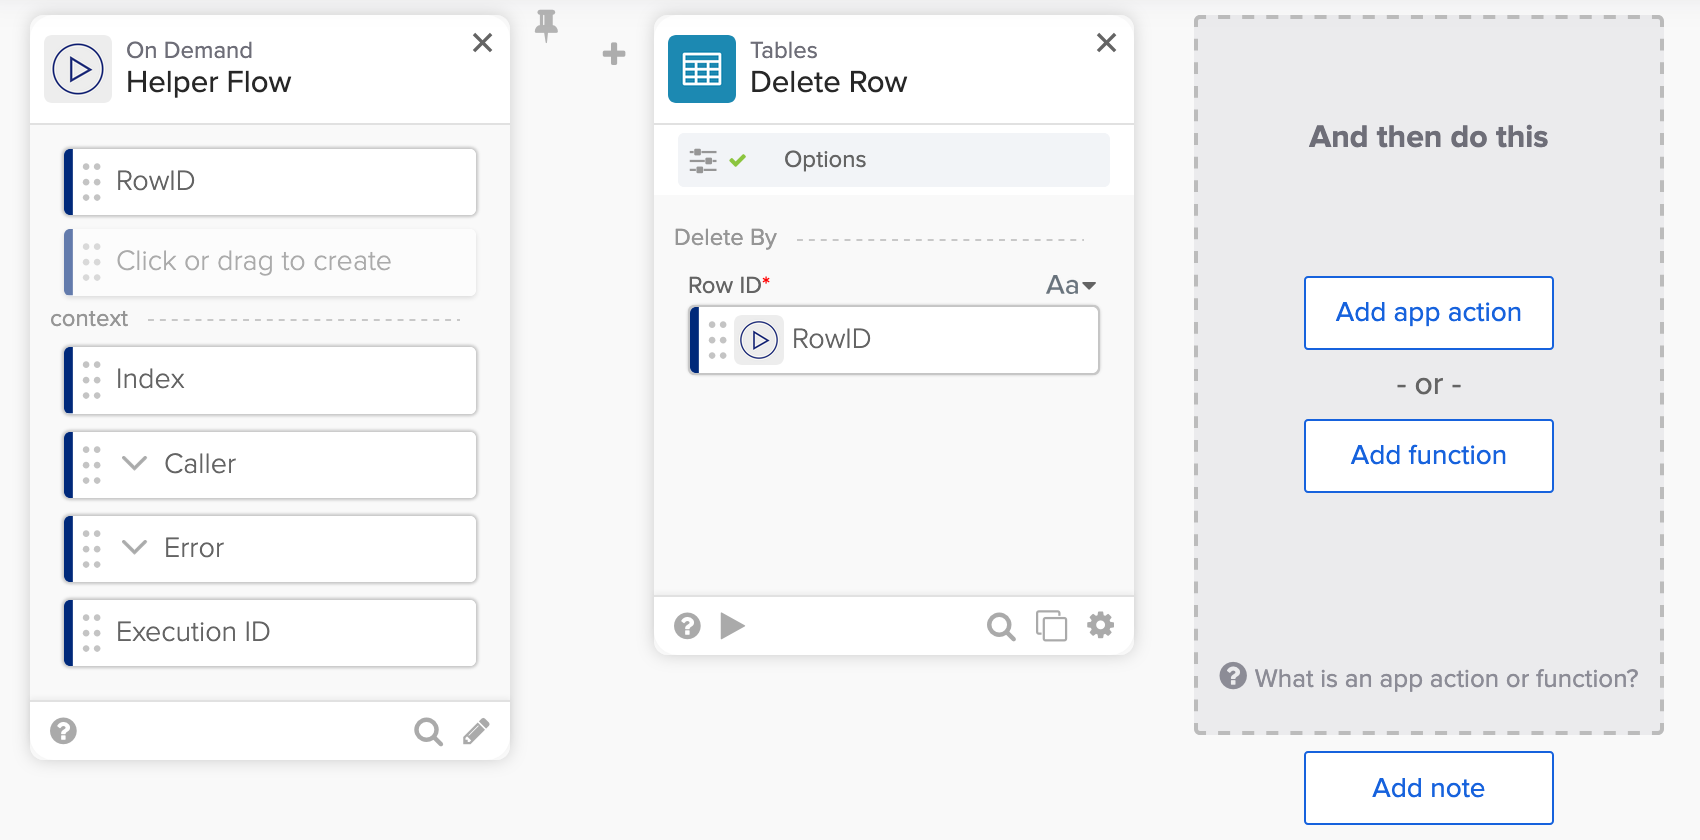 On Demand
Helper Flow
RowID
Click or drag to create
context
Index
Caller
Error
Execution ID
Tables
Delete Row
Options
Delete By
Row ID*
Aa
RowID
And then do this
Add app action
- or -
Add function
What is an app action or function?
Add note